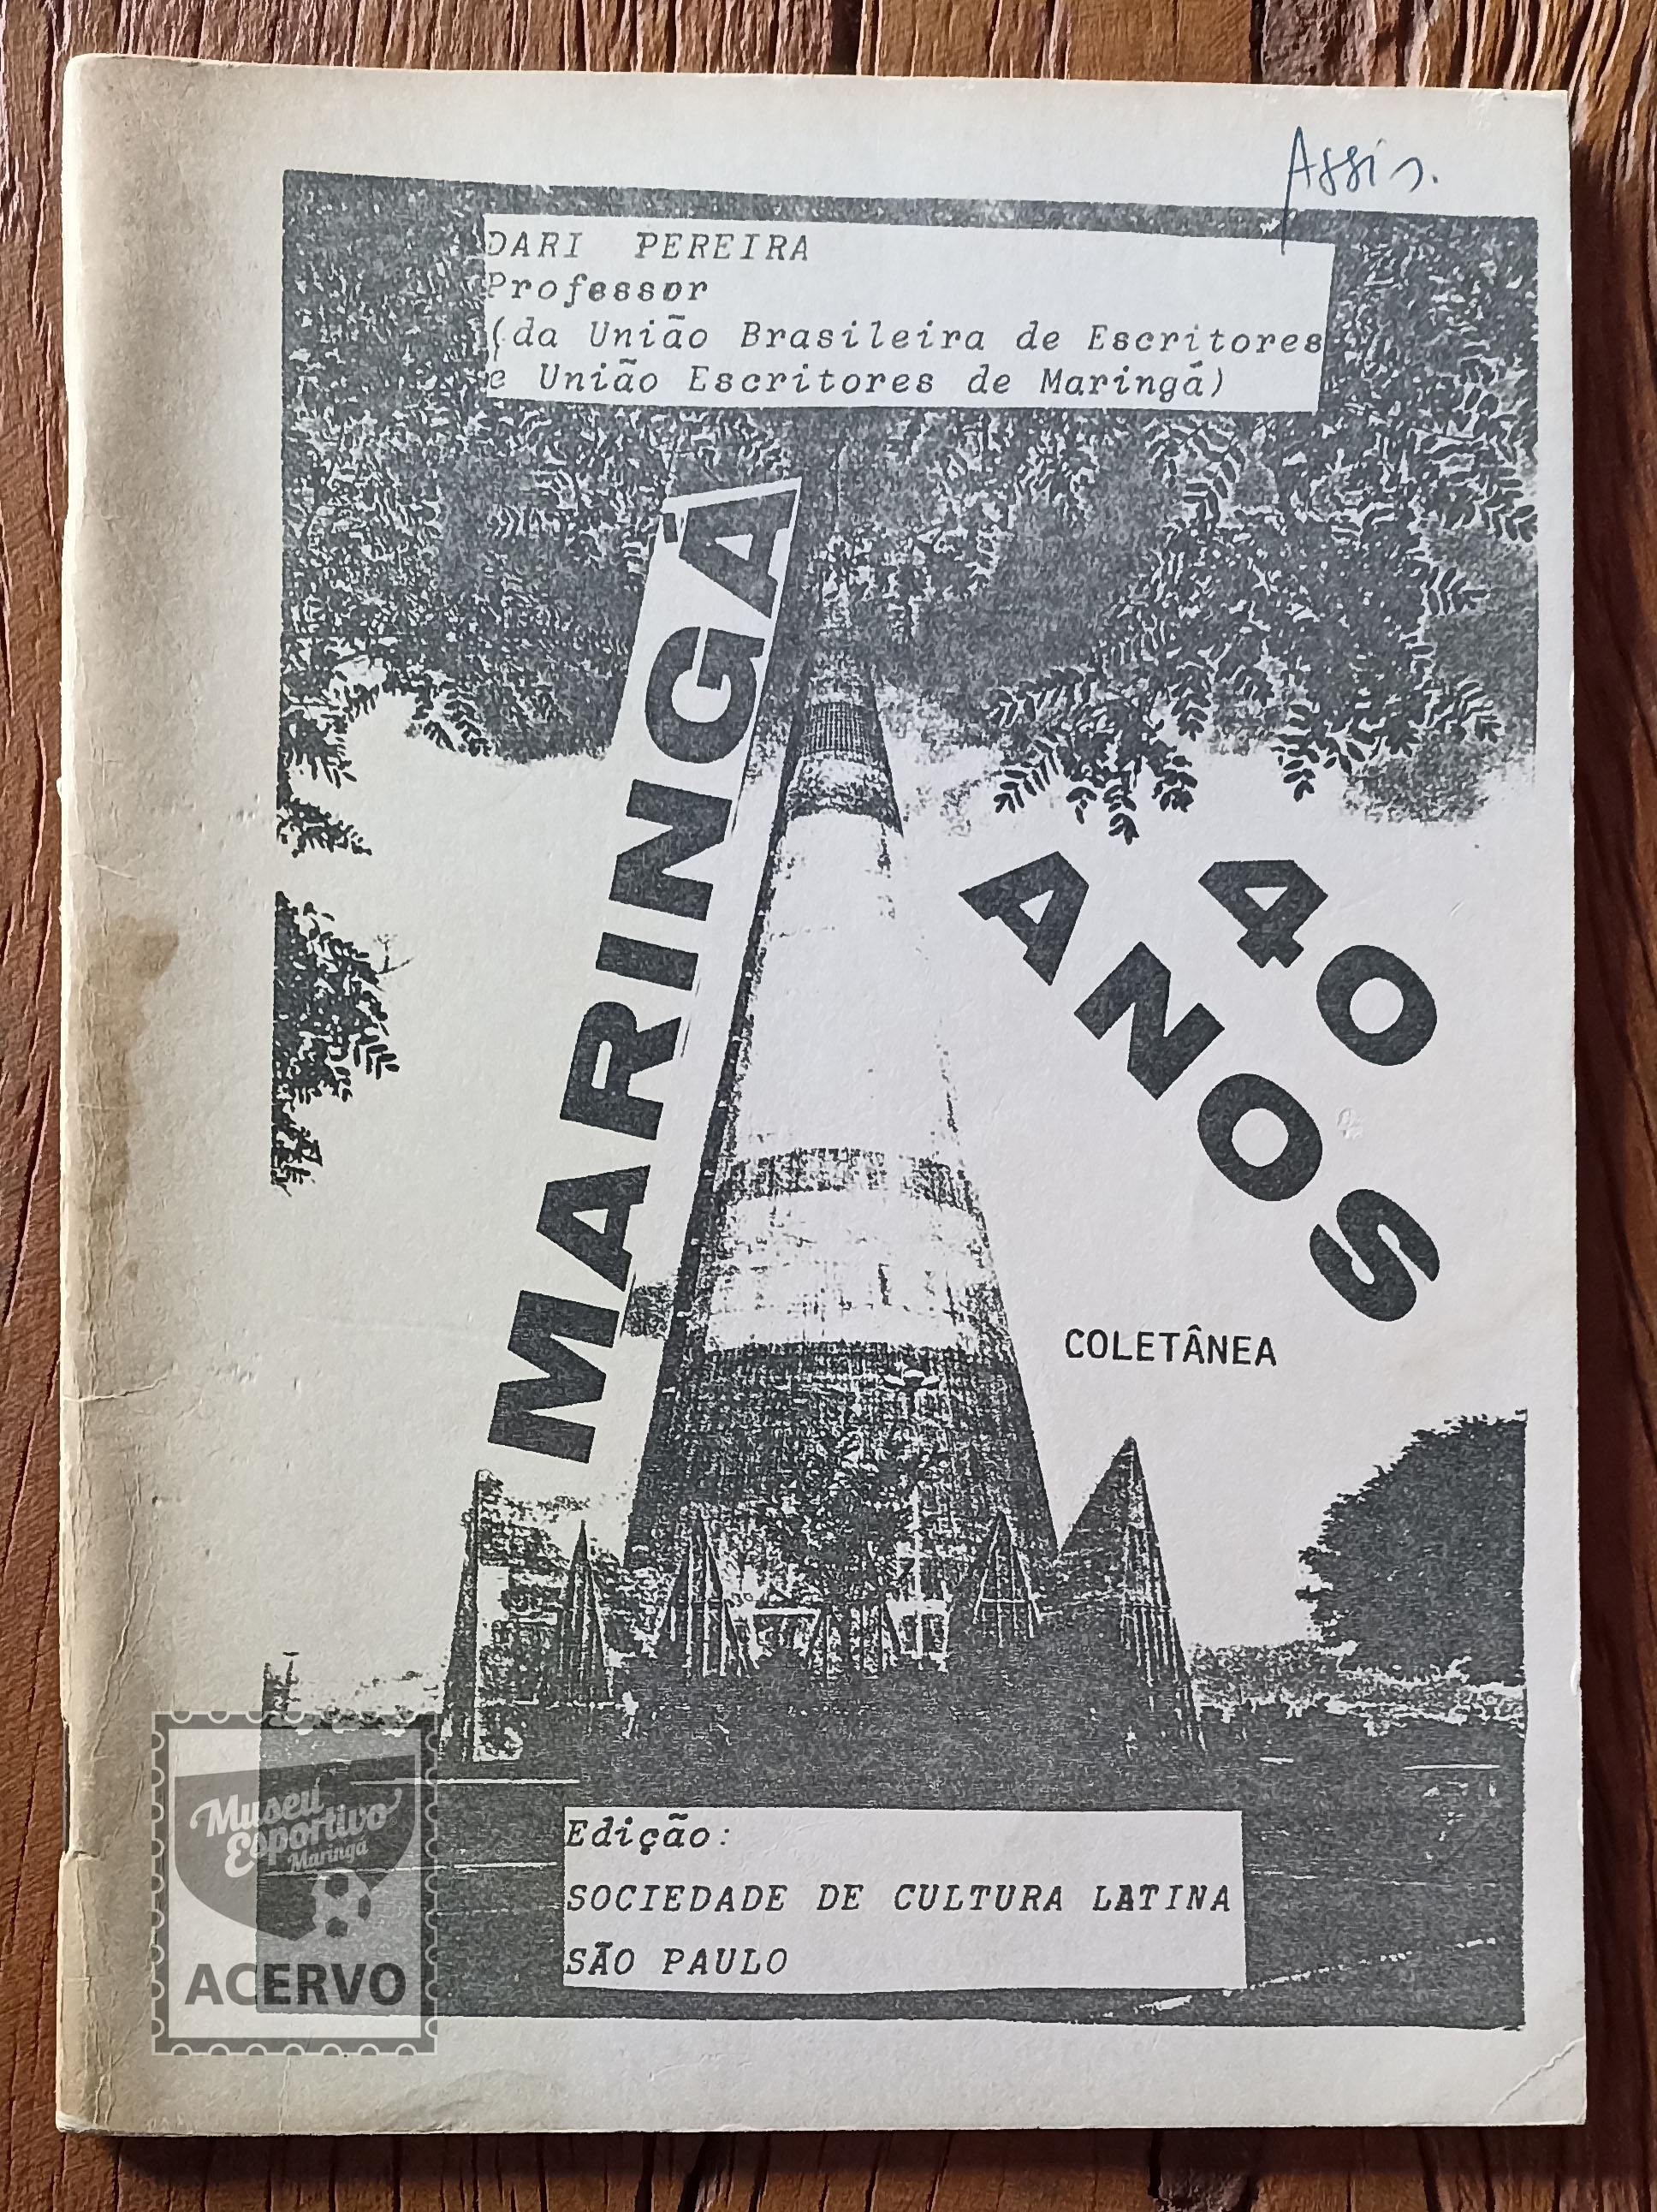 Assis.
DARI PEREIRA
Professor
(da União Brasileira de Escritores
e União Escritores de Maringá)
MARINGÁ
40
ANOS
COLETÂNEA
Edição:
SOCIEDADE DE CULTURA LATINA
SÃO PAULO
Museu
Esportivo
Maringá
ACERVO